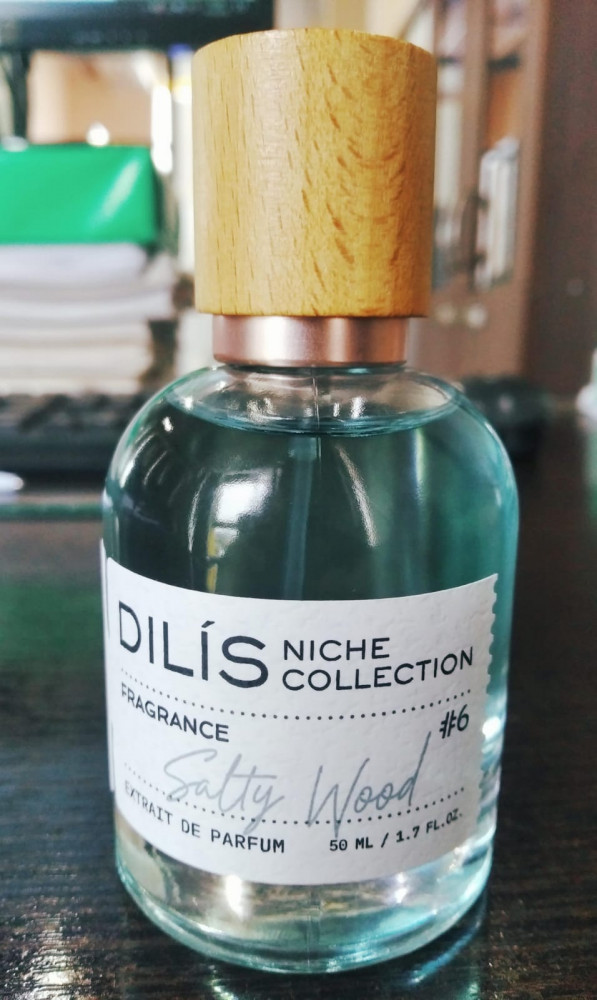 DILÍS NICHE COLLECTION
FRAGRANCE #6
Salty Wood
EXTRAIT DE PARFUM 50 ML / 1.7 FL.OZ.